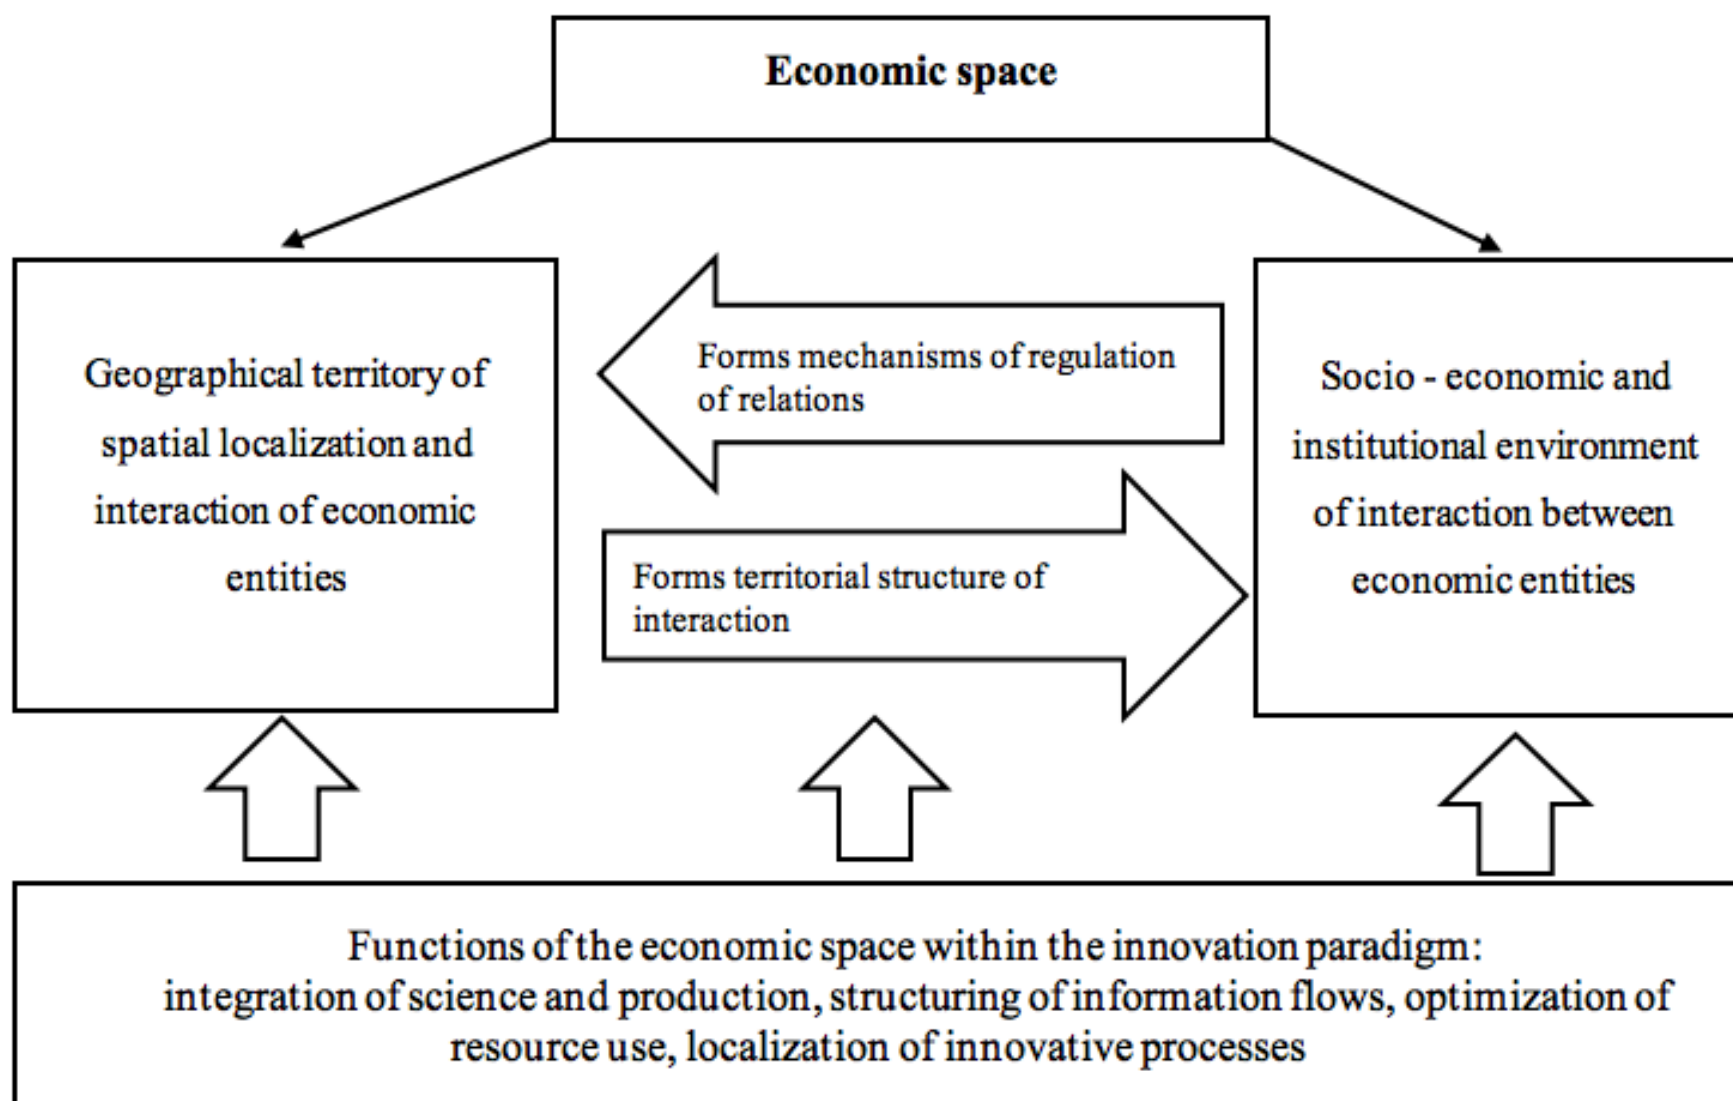 Economic space
Geographical territory of
spatial localization and
interaction of economic
entities
Forms mechanisms of regulation
of relations
Forms territorial structure of
interaction
Socio - economic and
institutional environment
of interaction between
economic entities
Functions of the economic space within the innovation paradigm:
integration of science and production, structuring of information flows, optimization of
resource use, localization of innovative processes